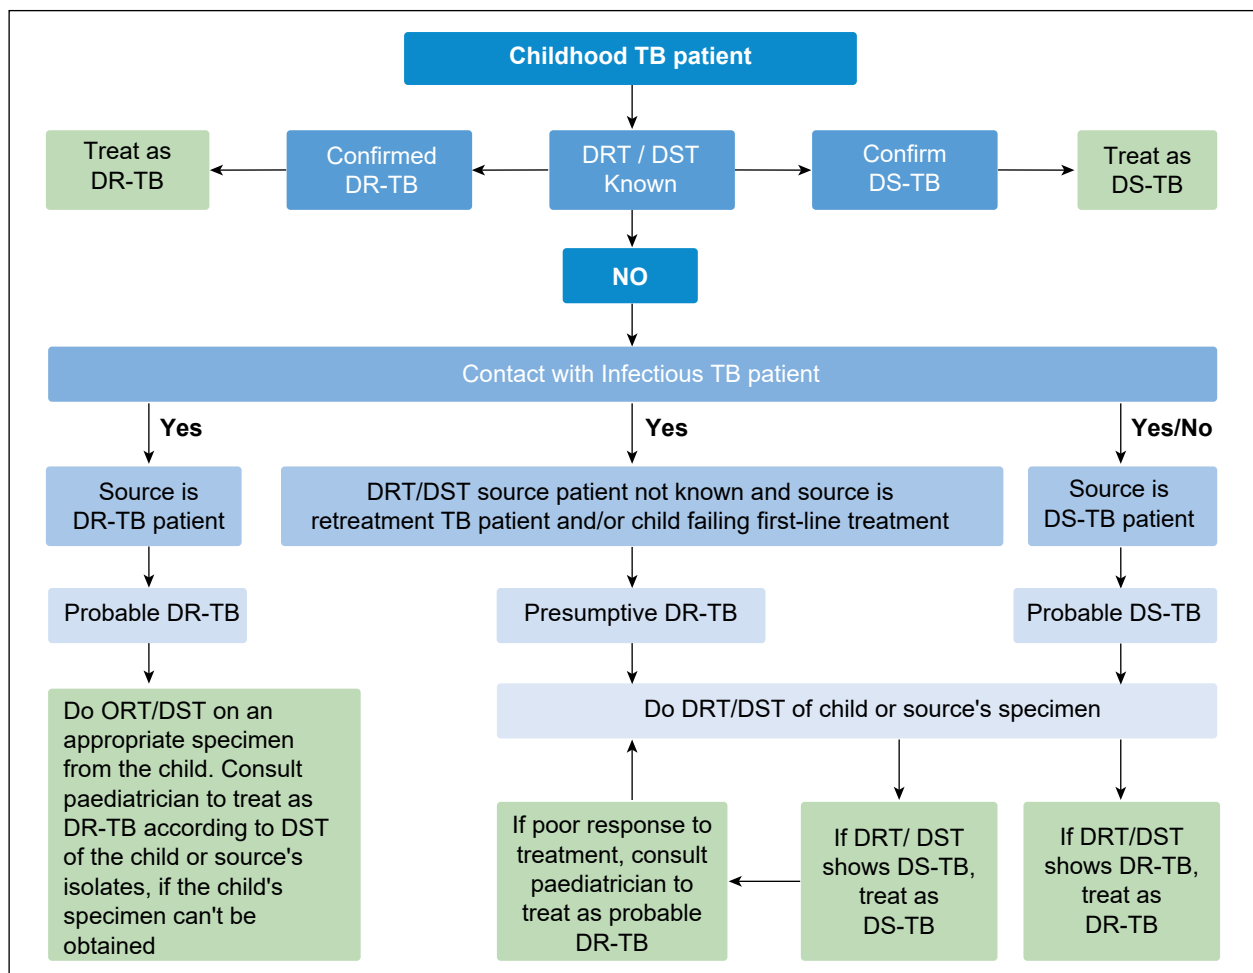 Childhood TB patient
Treat as
DR-TB
Confirmed
DR-TB
DRT / DST
Known
Confirm
DS-TB
Treat as
DS-TB
NO
Contact with Infectious TB patient
Yes
Yes
Yes/No
Source is
DR-TB patient
DRT/DST source patient not known and source is
retreatment TB patient and/or child failing first-line treatment
Source is
DS-TB patient
Probable DR-TB
Presumptive DR-TB
Probable DS-TB
Do ORT/DST on an
appropriate specimen
from the child. Consult
paediatrician to treat as
DR-TB according to DST
of the child or source's
isolates, if the child's
specimen can't be
obtained
Do DRT/DST of child or source's specimen
If poor response to
treatment, consult
paediatrician to
treat as probable
DR-TB
If DRT/ DST
shows DS-TB,
treat as
DS-TB
If DRT/DST
shows DR-TB,
treat as
DR-TB